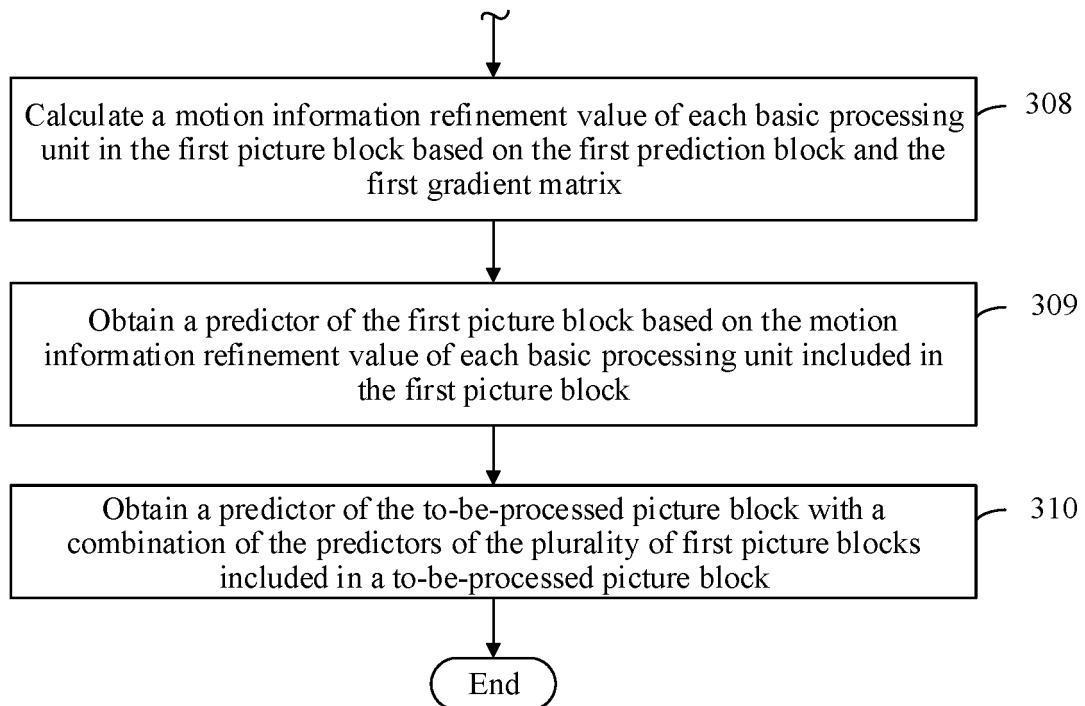 Calculate a motion information refinement value of each basic processing
unit in the first picture block based on the first prediction block and the
first gradient matrix
308
Obtain a predictor of the first picture block based on the motion
information refinement value of each basic processing unit included in
the first picture block
309
Obtain a predictor of the to-be-processed picture block with a
combination of the predictors of the plurality of first picture blocks
included in a to-be-processed picture block
310
End